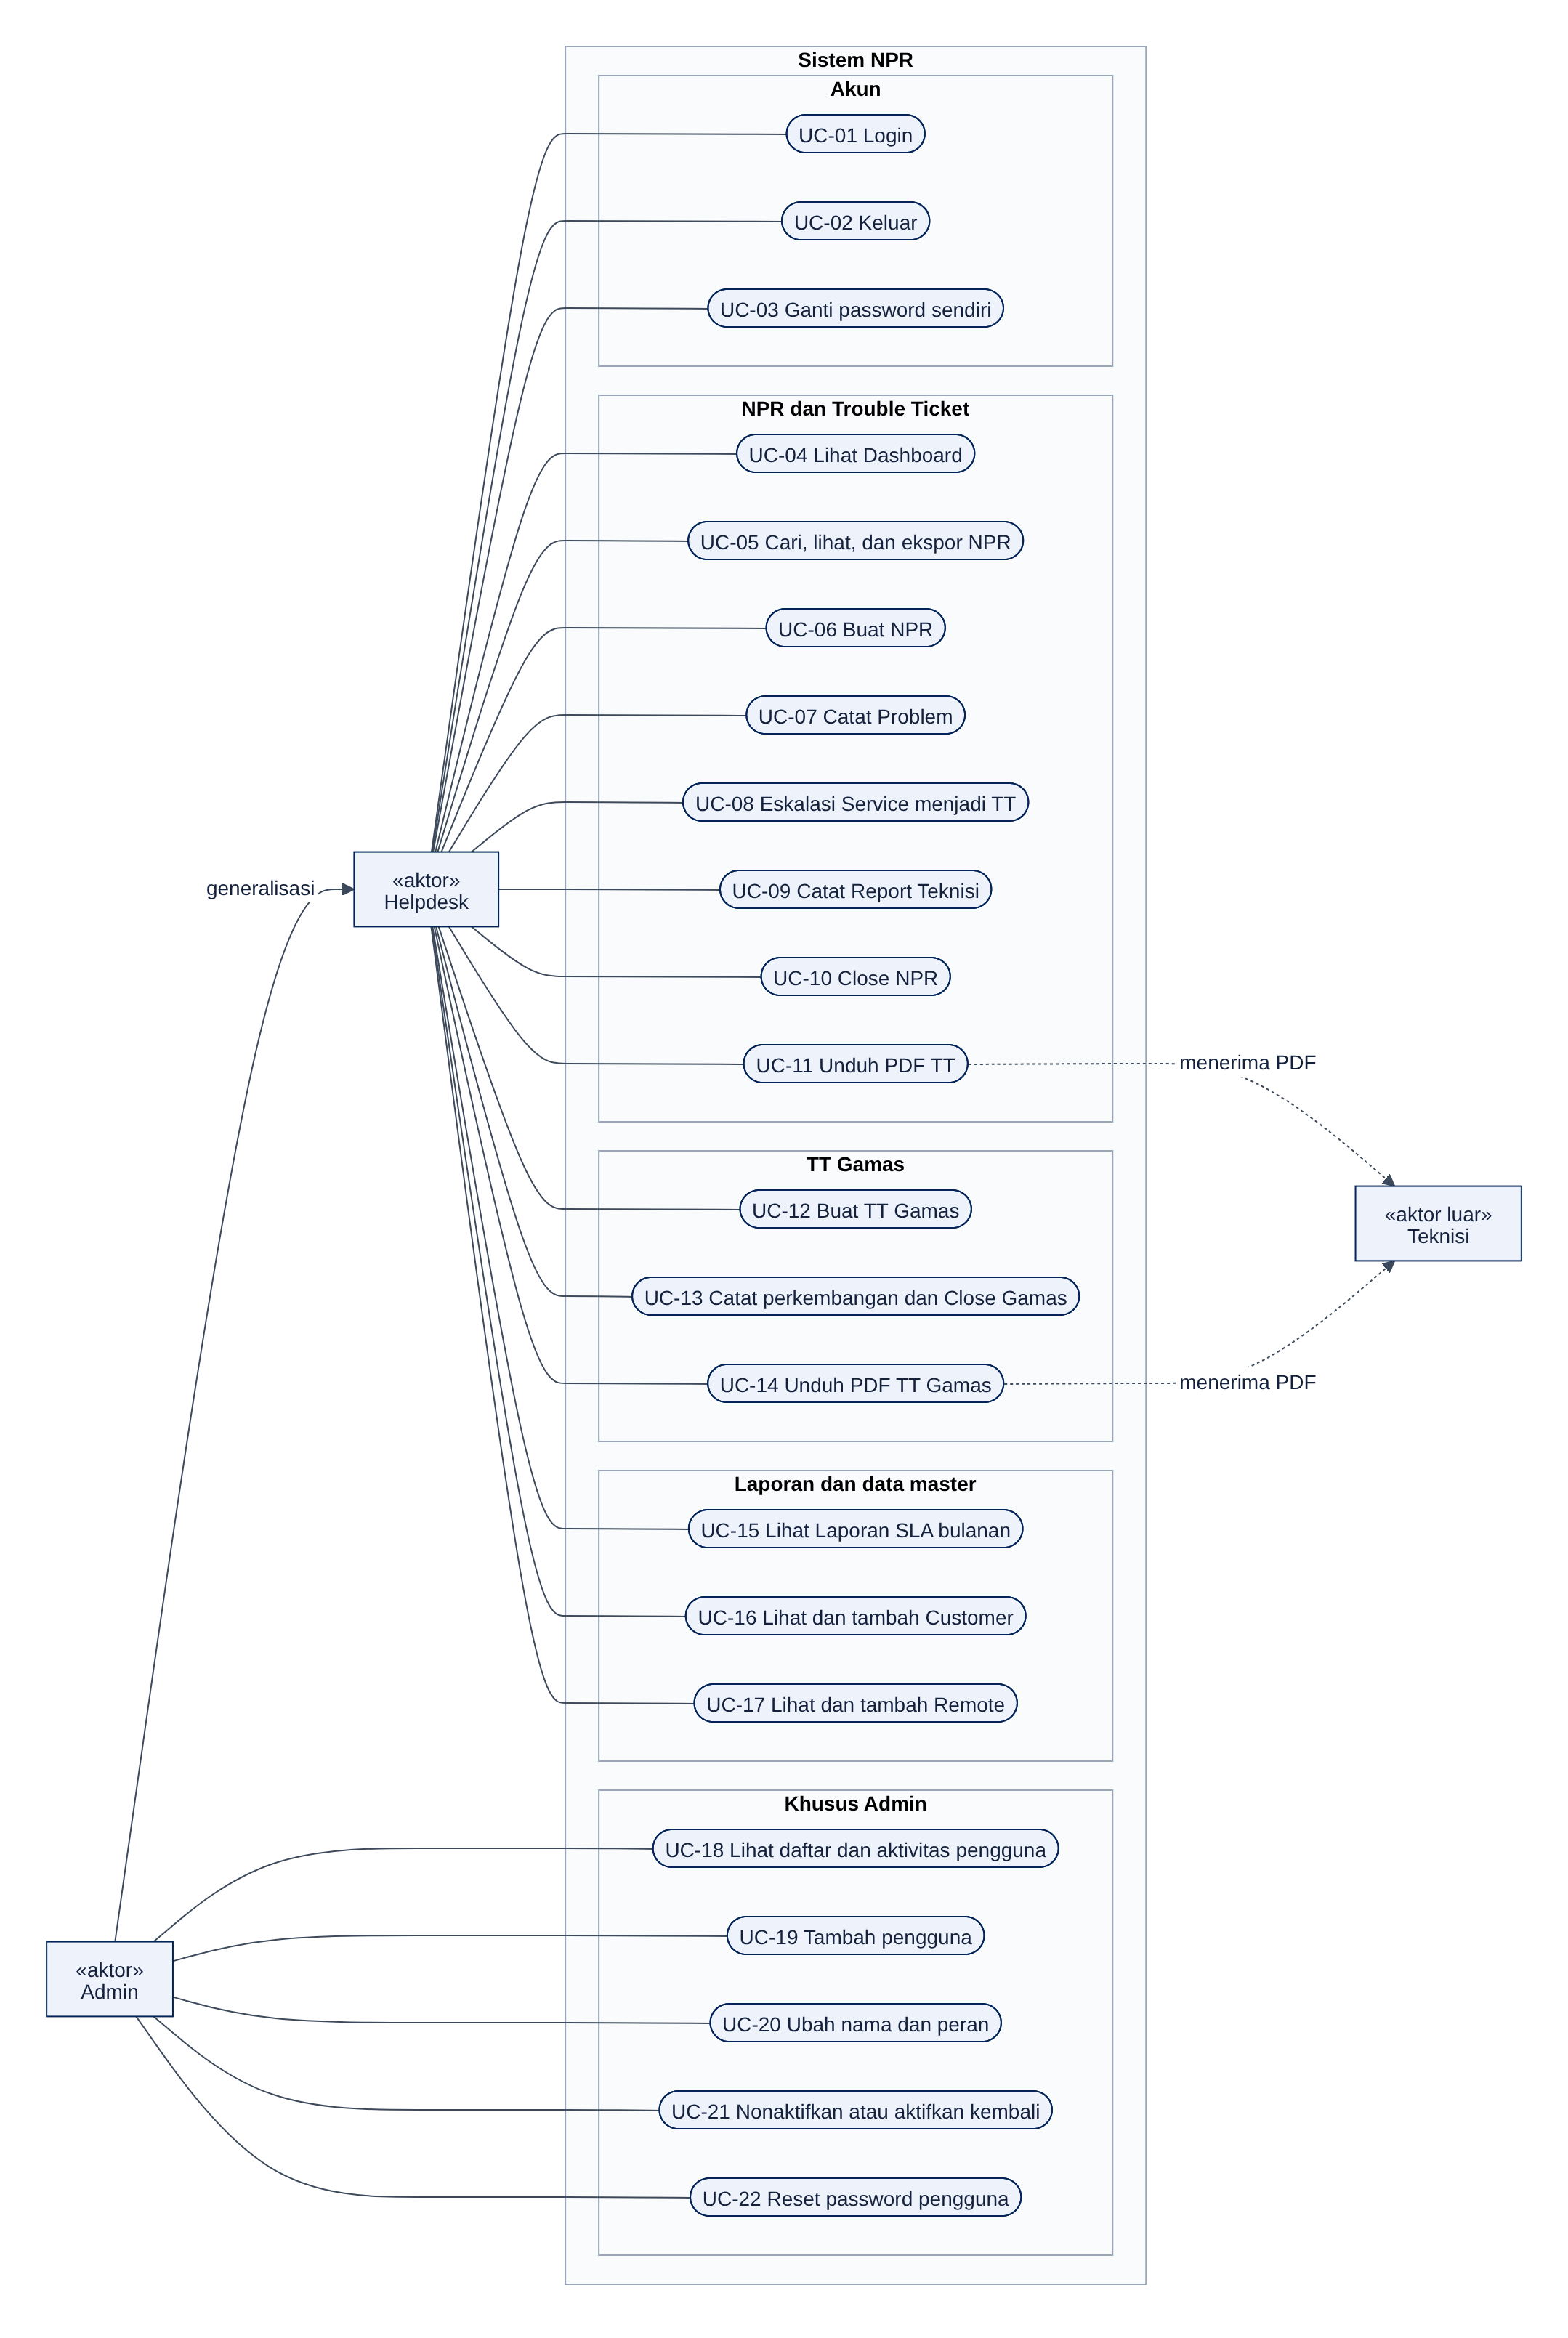 Sistem NPR
Akun
UC-01 Login
UC-02 Keluar
UC-03 Ganti password sendiri
NPR dan Trouble Ticket
UC-04 Lihat Dashboard
UC-05 Cari, lihat, dan ekspor NPR
UC-06 Buat NPR
UC-07 Catat Problem
UC-08 Eskalasi Service menjadi TT
generalisasi
«aktor»
Helpdesk
UC-09 Catat Report Teknisi
UC-10 Close NPR
UC-11 Unduh PDF TT
menerima PDF
TT Gamas
UC-12 Buat TT Gamas
«aktor luar»
Teknisi
UC-13 Catat perkembangan dan Close Gamas
UC-14 Unduh PDF TT Gamas
menerima PDF
Laporan dan data master
UC-15 Lihat Laporan SLA bulanan
UC-16 Lihat dan tambah Customer
UC-17 Lihat dan tambah Remote
Khusus Admin
UC-18 Lihat daftar dan aktivitas pengguna
UC-19 Tambah pengguna
«aktor»
Admin
UC-20 Ubah nama dan peran
UC-21 Nonaktifkan atau aktifkan kembali
UC-22 Reset password pengguna